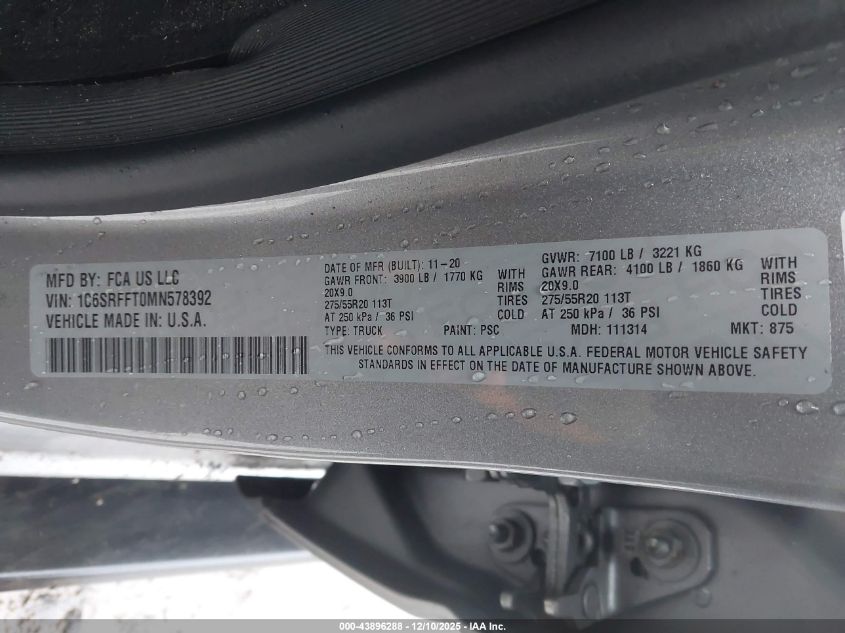 MFD BY: FCA US LLC
VIN: 1C6SRFFT0MN578392
VEHICLE MADE IN: U.S.A.
DATE OF MFR (BUILT): 11-20
GAWR FRONT: 3900 LB / 1770 KG WITH
20X9.0 RIMS
275/55R20 113T TIRES
AT 250 kPa / 36 PSI COLD
GVWR: 7100 LB / 3221 KG
GAWR REAR: 4100 LB / 1860 KG WITH
20X9.0 RIMS
275/55R20 113T TIRES
AT 250 kPa / 36 PSI COLD
TYPE: TRUCK PAINT: PSC MDH: 111314 MKT: 875
THIS VEHICLE CONFORMS TO ALL APPLICABLE U.S.A. FEDERAL MOTOR VEHICLE SAFETY
STANDARDS IN EFFECT ON THE DATE OF MANUFACTURE SHOWN ABOVE.
000-43896288 - 12/10/2025 - IAA Inc.